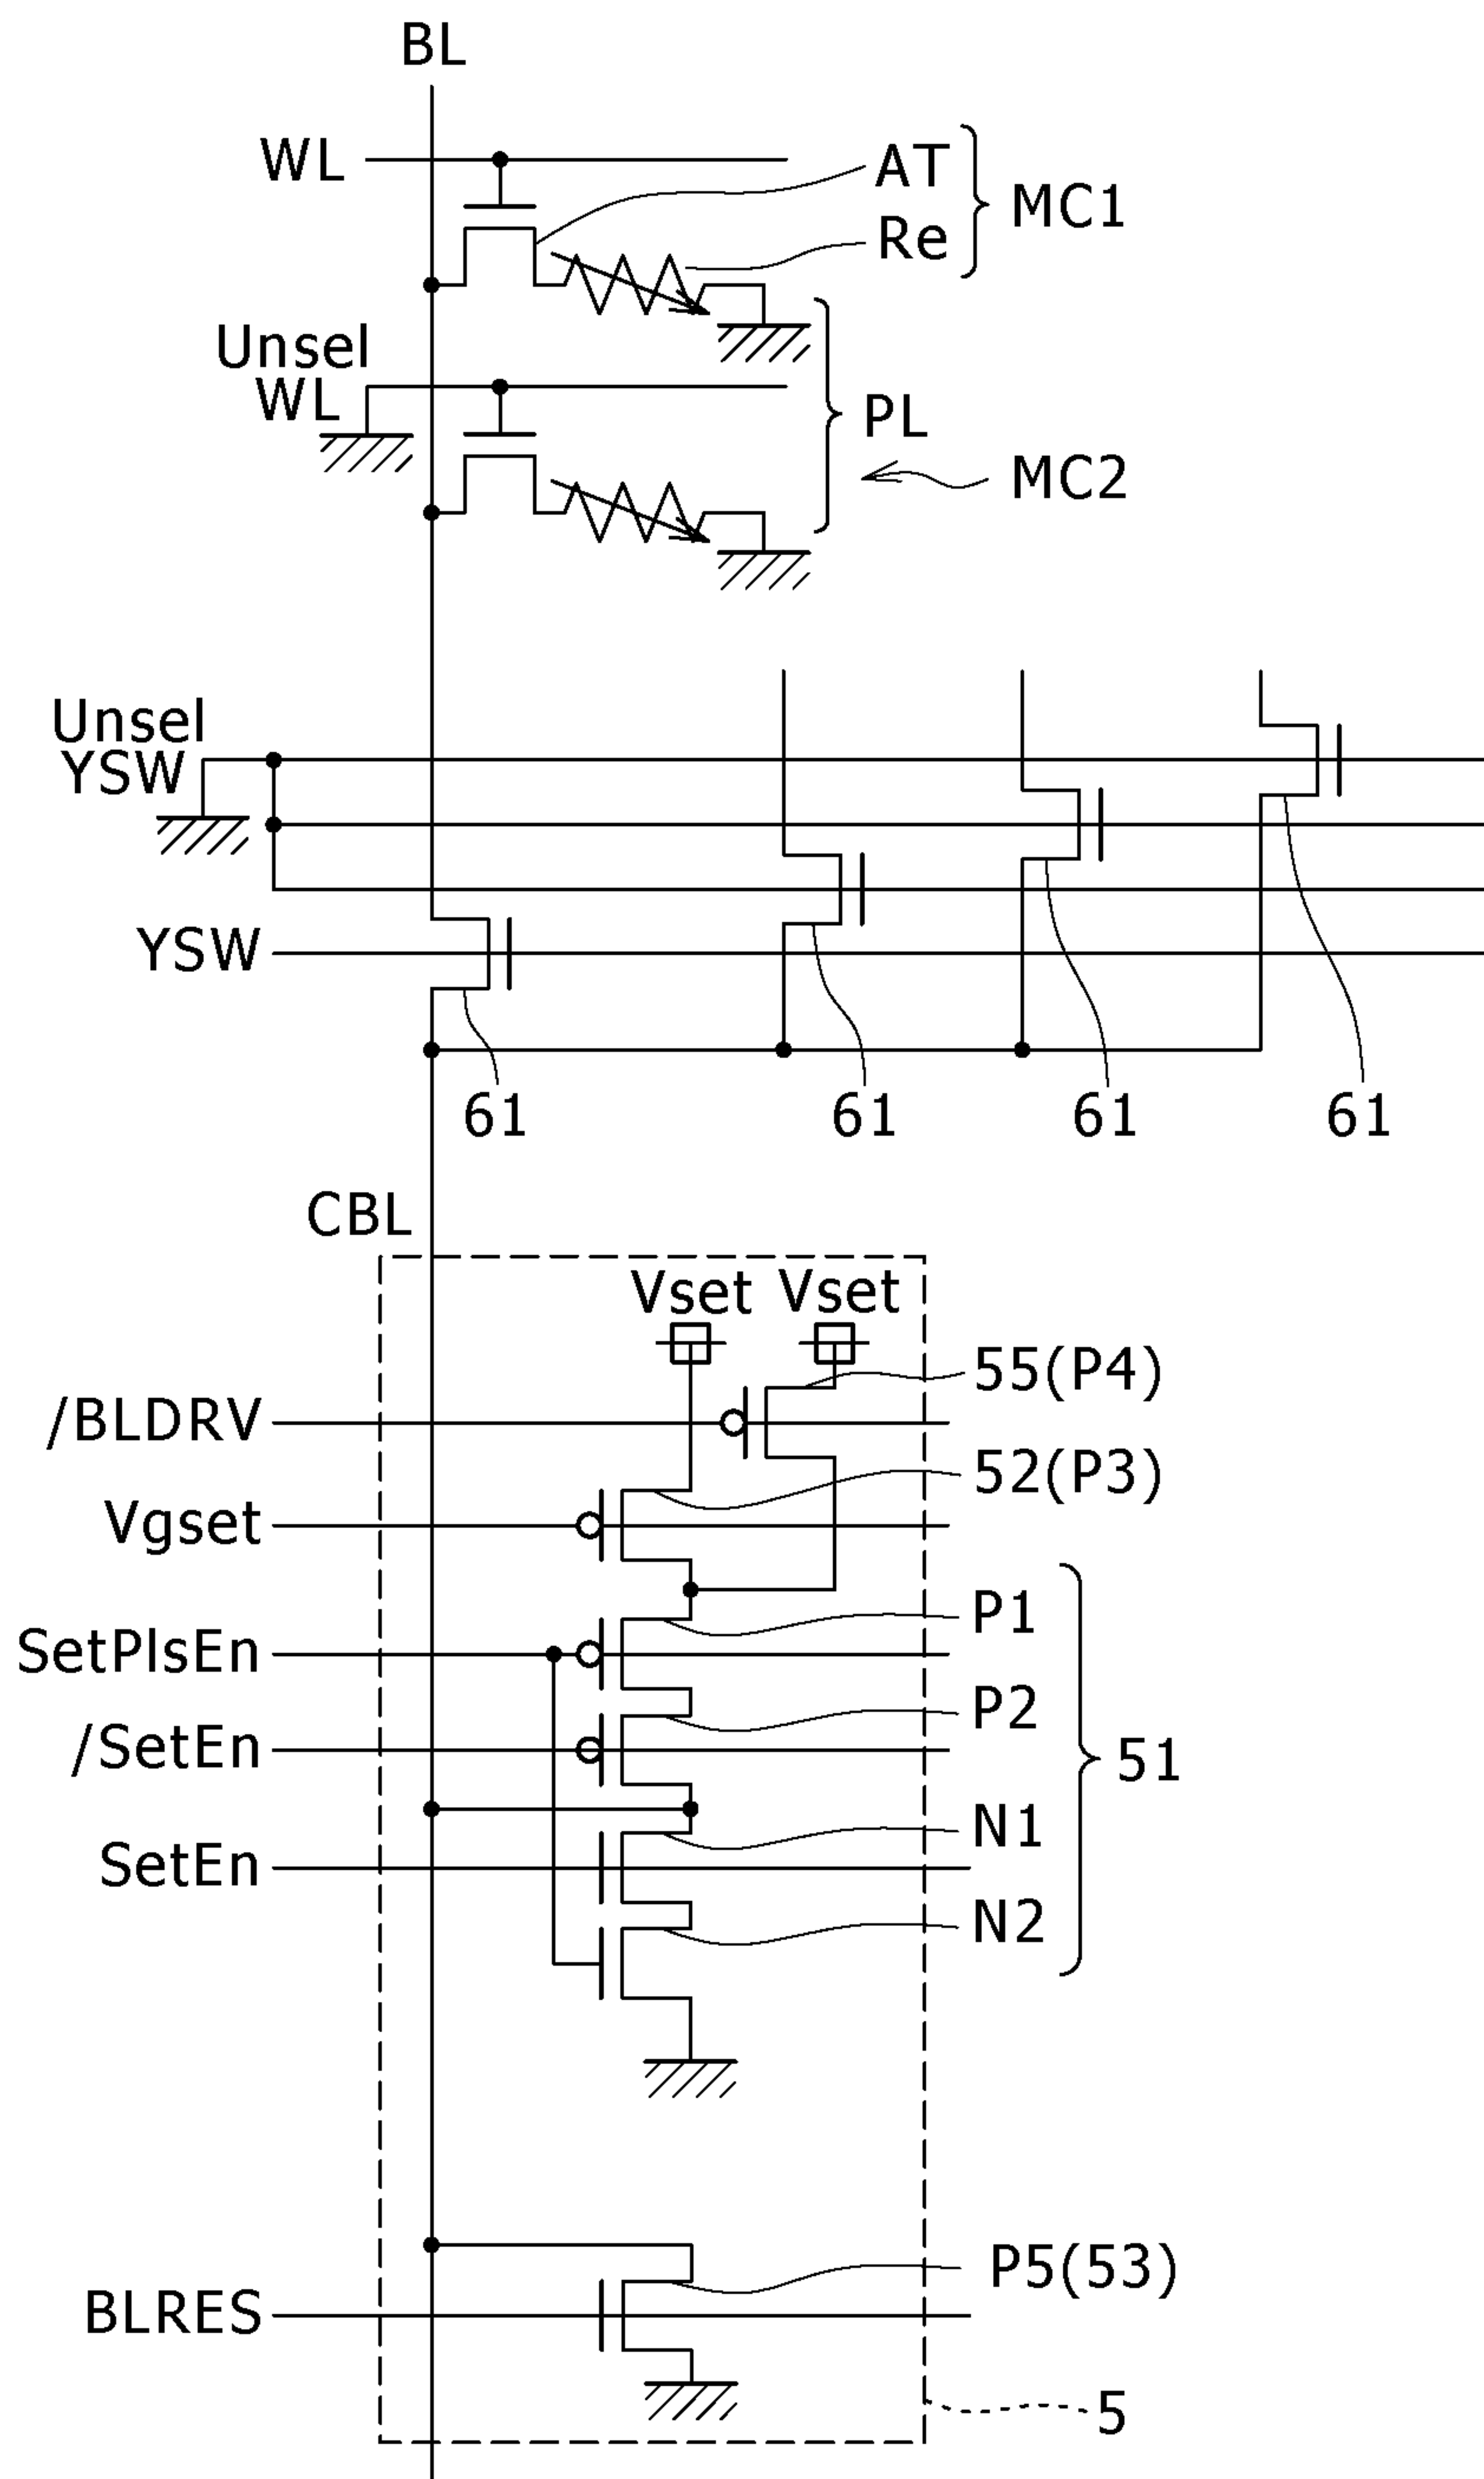 BL
WL
AT
Re
MC1
Unsel
WL
PL
MC2
Unsel
YSW
YSW
61
61
61
61
CBL
Vset
Vset
55(P4)
/BLDRV
52(P3)
Vgset
P1
SetPlsEn
P2
/SetEn
51
N1
SetEn
N2
P5(53)
BLRES
5